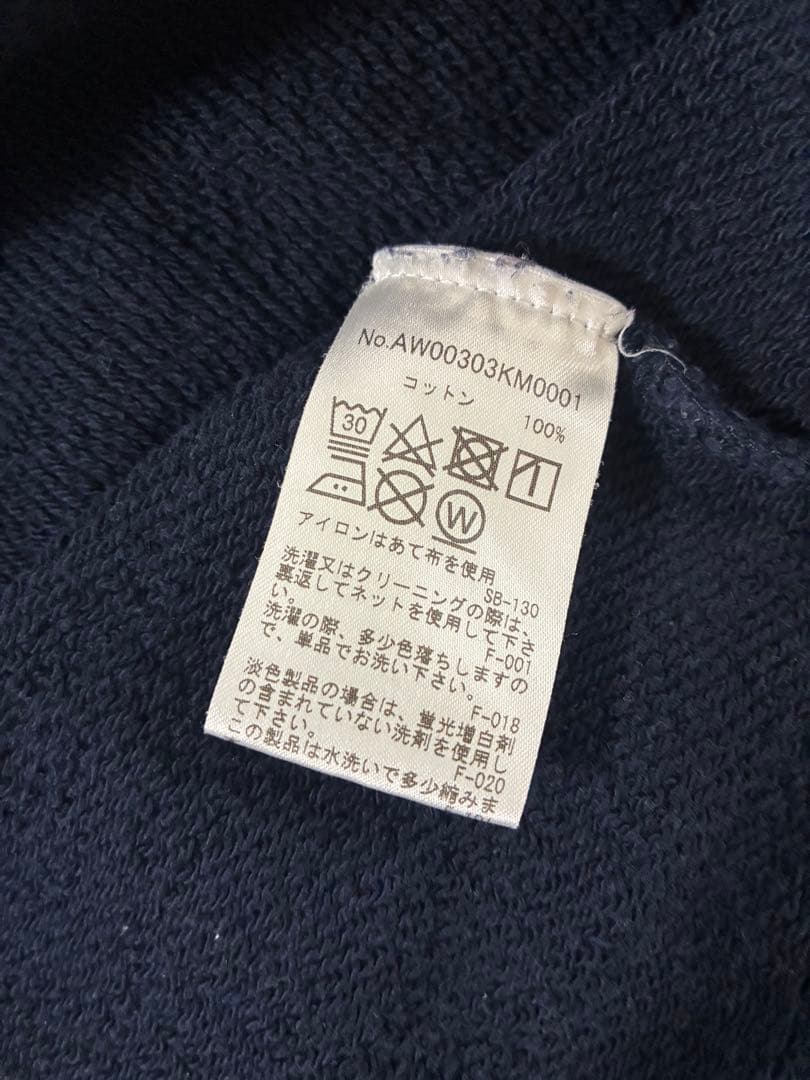 No.AW00303KM0001
コットン 100%
30
W
アイロンはあて布を使用
SB-130
洗濯又はクリーニングの際は、
裏返してネットを使用して下さ
い。 F-001
洗濯の際、多少色落ちしますの
で、単品でお洗い下さい。
F-018
淡色製品の場合は、蛍光増白剤
の含まれていない洗剤を使用し
て下さい。 F-020
この製品は水洗いで多少縮みま